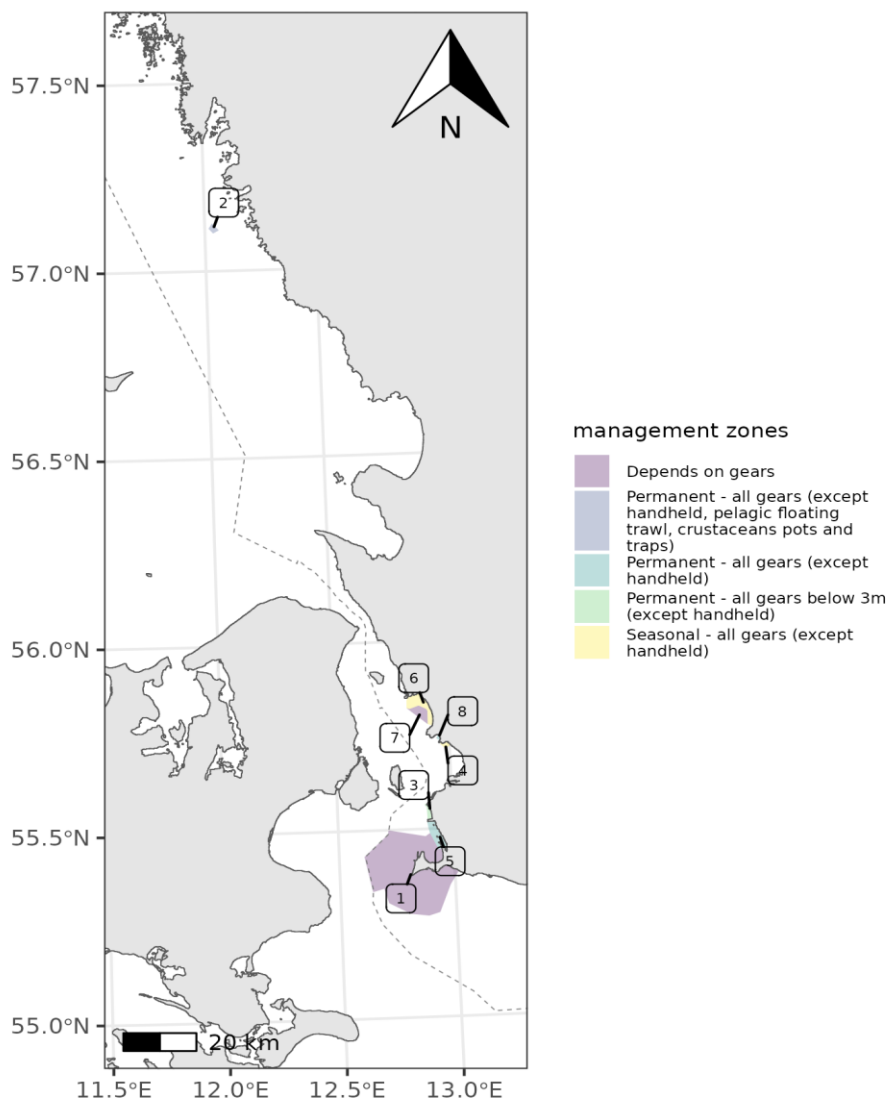 57.5°N
N
2
57.0°N
56.5°N
56.0°N
6
8
7
3
4
55.5°N
5
1
55.0°N
20 km
11.5°E 12.0°E 12.5°E 13.0°E
management zones
Depends on gears
Permanent - all gears (except
handheld, pelagic floating
trawl, crustaceans pots and
traps)
Permanent - all gears (except
handheld)
Permanent - all gears below 3m
(except handheld)
Seasonal - all gears (except
handheld)